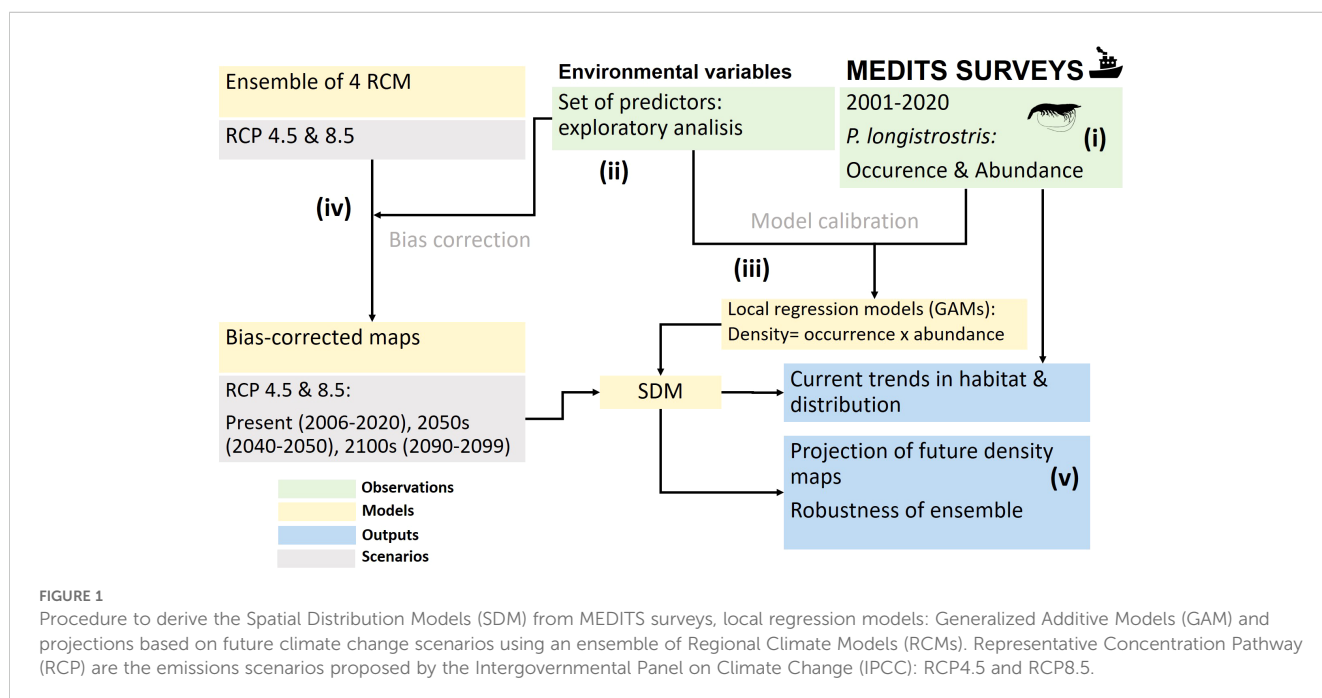 Ensemble of 4 RCM
RCP 4.5 & 8.5
Environmental variables
Set of predictors:
exploratory analisis
(ii)
MEDITS SURVEYS
2001-2020
P. longistrostris:
(i)
Occurence & Abundance
(iv)
Bias correction
Model calibration
(iii)
Local regression models (GAMs):
Density= occurrence x abundance
Bias-corrected maps
RCP 4.5 & 8.5:
Present (2006-2020), 2050s
(2040-2050), 2100s (2090-2099)
SDM
Current trends in habitat &
distribution
Projection of future density
maps
(v)
Robustness of ensemble
Observations
Models
Outputs
Scenarios
FIGURE 1
Procedure to derive the Spatial Distribution Models (SDM) from MEDITS surveys, local regression models: Generalized Additive Models (GAM) and
projections based on future climate change scenarios using an ensemble of Regional Climate Models (RCMs). Representative Concentration Pathway
(RCP) are the emissions scenarios proposed by the Intergovernmental Panel on Climate Change (IPCC): RCP4.5 and RCP8.5.